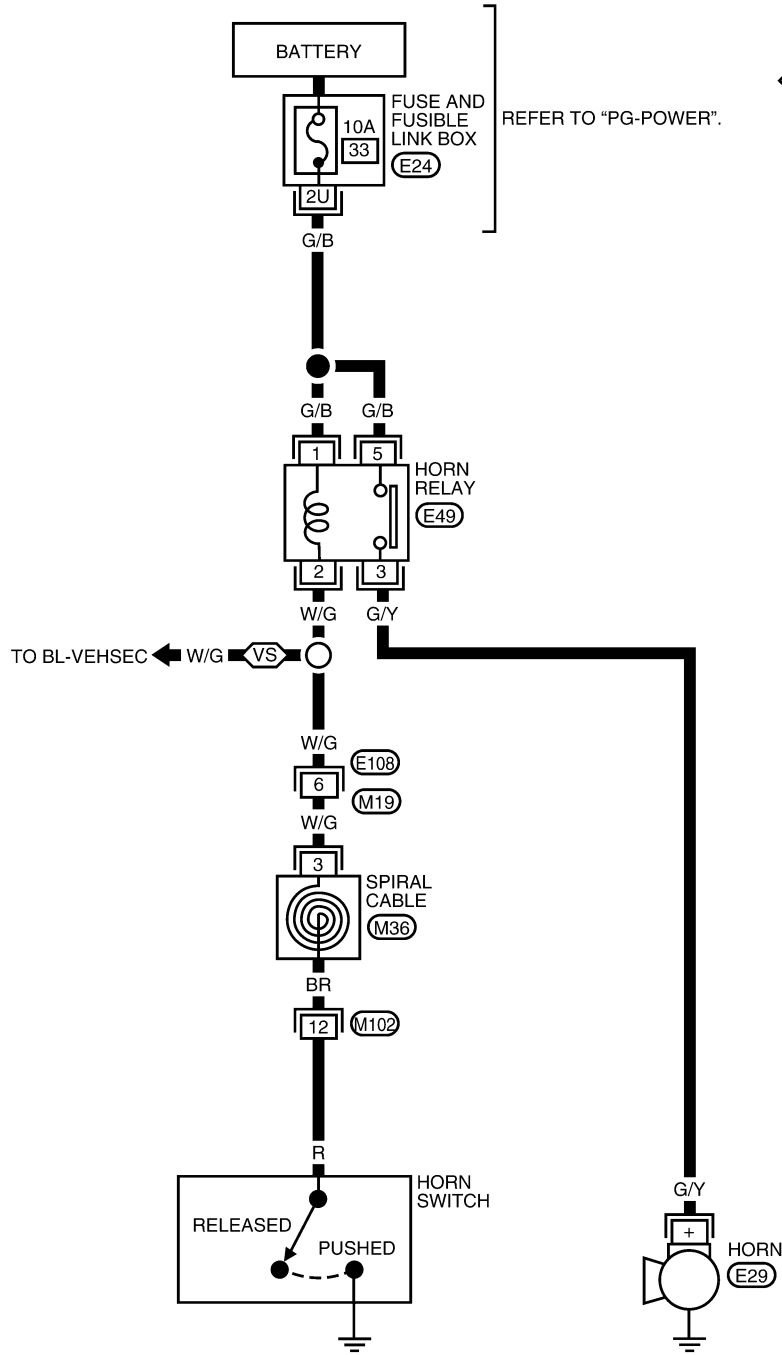 BATTERY
FUSE AND
FUSIBLE
LINK BOX
10A
33
E24
REFER TO “PG-POWER”.
2U
G/B
G/B
G/B
1
5
HORN
RELAY
E49
2
3
W/G
G/Y
TO BL-VEHSEC
W/G
VS
W/G
E108
6
M19
W/G
3
SPIRAL
CABLE
M36
BR
12
M102
R
HORN
SWITCH
RELEASED
PUSHED
G/Y
+
HORN
E29